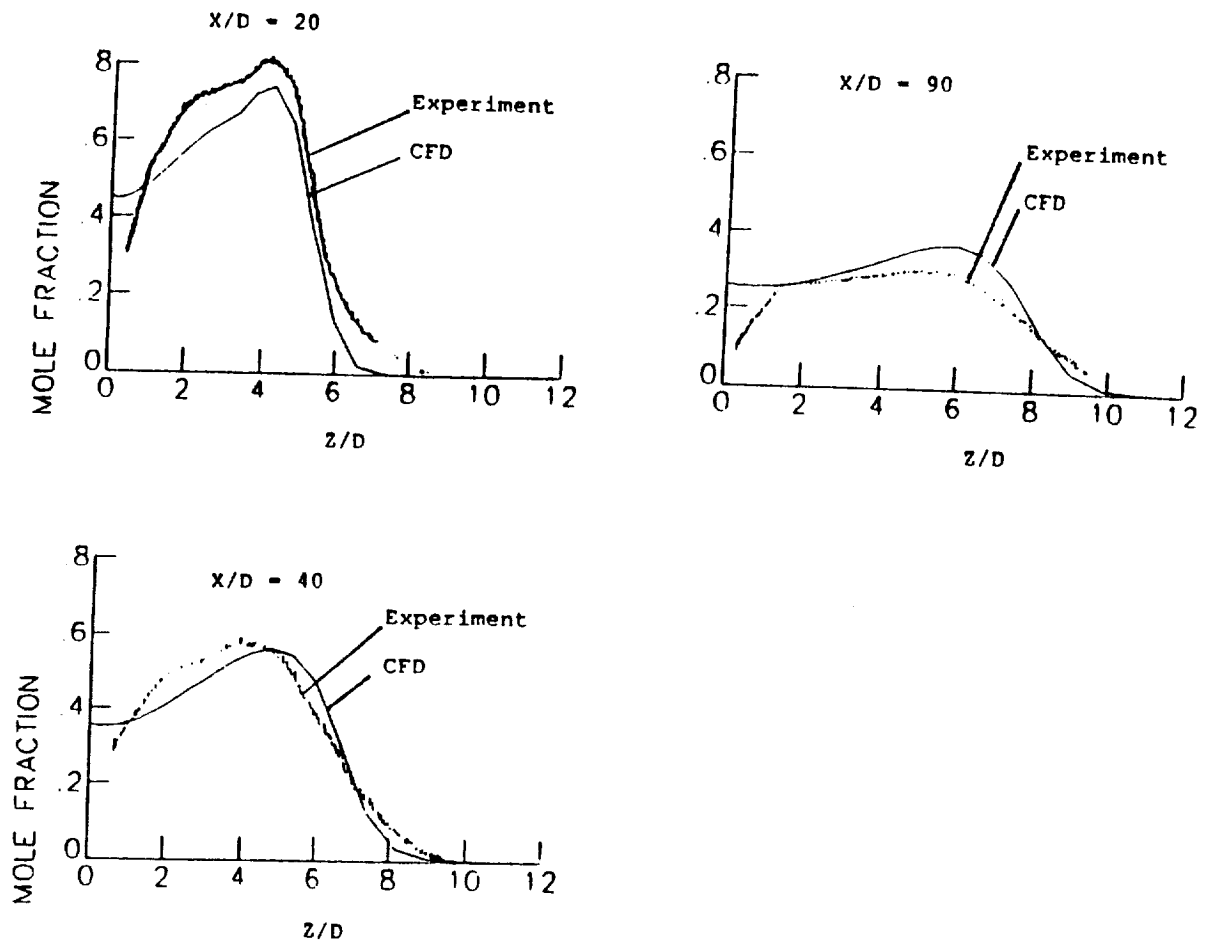 X/D = 20
.8
.6
.4
.2
0
MOLE FRACTION
Experiment
CFD
0 2 4 6 8 10 12
Z/D
X/D = 90
.8
.6
.4
.2
0
Experiment
CFD
0 2 4 6 8 10 12
Z/D
X/D = 40
.8
.6
.4
.2
0
MOLE FRACTION
Experiment
CFD
0 2 4 6 8 10 12
Z/D